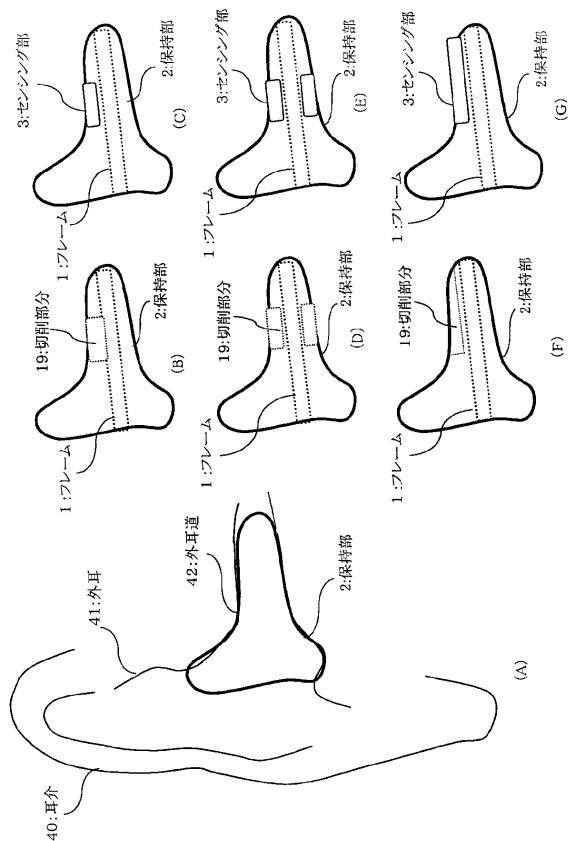 40:耳介
41:外耳
42:外耳道
2:保持部
(A)
1:フレーム
19:切削部分
2:保持部
(B)
1:フレーム
3:センシング部
2:保持部
(C)
1:フレーム
19:切削部分
2:保持部
(D)
1:フレーム
3:センシング部
2:保持部
(E)
1:フレーム
19:切削部分
2:保持部
(F)
1:フレーム
3:センシング部
2:保持部
(G)